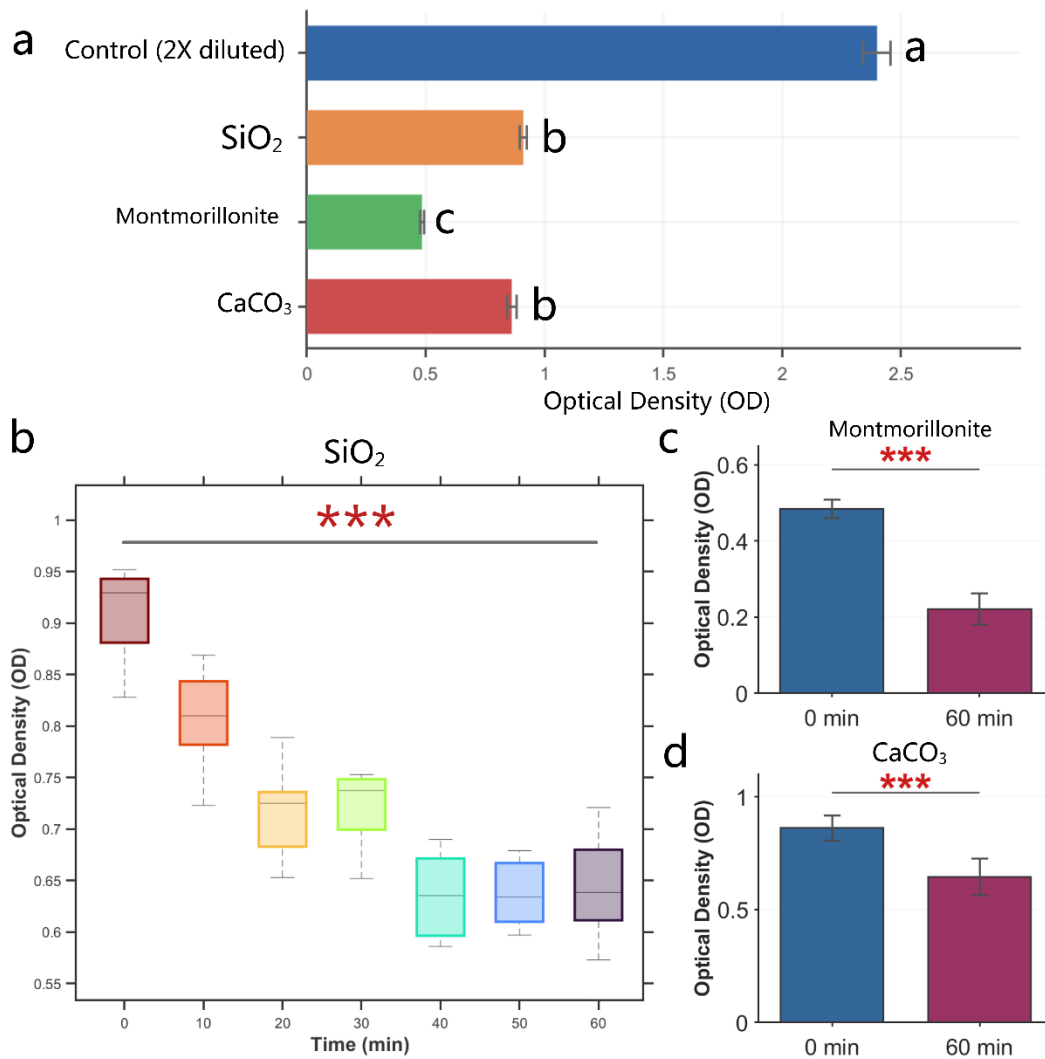 a
Control (2X diluted)
a
SiO₂
b
Montmorillonite
c
CaCO₃
b
0 0.5 1 1.5 2 2.5
Optical Density (OD)
b
SiO₂
***
1
0.95
0.9
0.85
0.8
0.75
0.7
0.65
0.6
0.55
Optical Density (OD)
0 10 20 30 40 50 60
Time (min)
c
Montmorillonite
***
0.6
0.4
0.2
0
Optical Density (OD)
0 min 60 min
d
CaCO₃
***
1
0.5
0
Optical Density (OD)
0 min 60 min